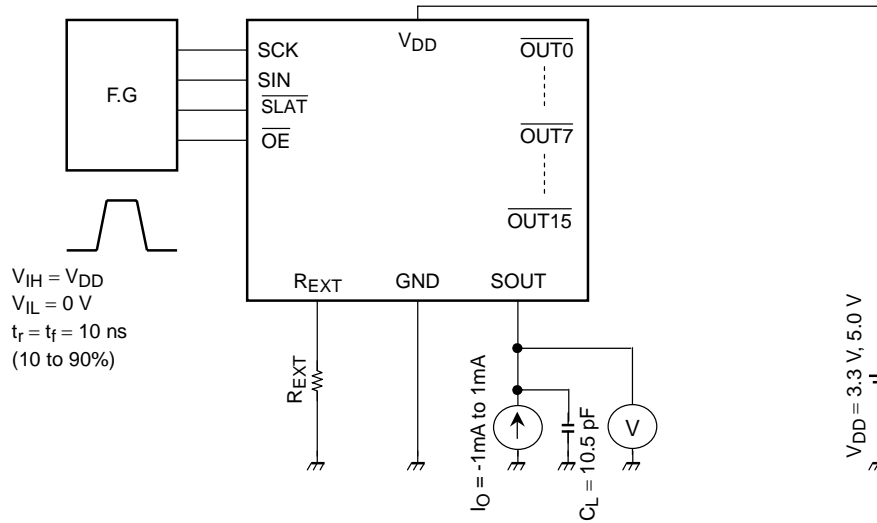 F.G
SCK
SIN
SLAT
OE
VDD
OUT0
OUT7
OUT15
REXT
GND
SOUT
VIH = VDD
VIL = 0 V
tr = tf = 10 ns
(10 to 90%)
REXT
IO = -1mA to 1mA
CL = 10.5 pF
V
VDD = 3.3 V, 5.0 V